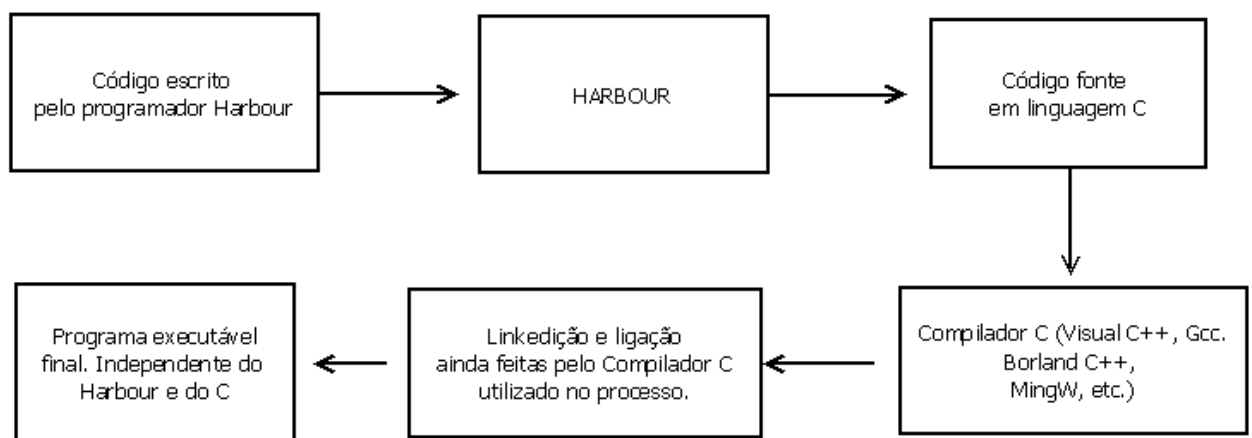 Código escrito
pelo programador Harbour
HARBOUR
Código fonte
em linguagem C
Compilador C (Visual C++, Gcc.
Borland C++,
MingW, etc.)
Linkedição e ligação
ainda feitas pelo Compilador C
utilizado no processo.
Programa executável
final. Independente do
Harbour e do C